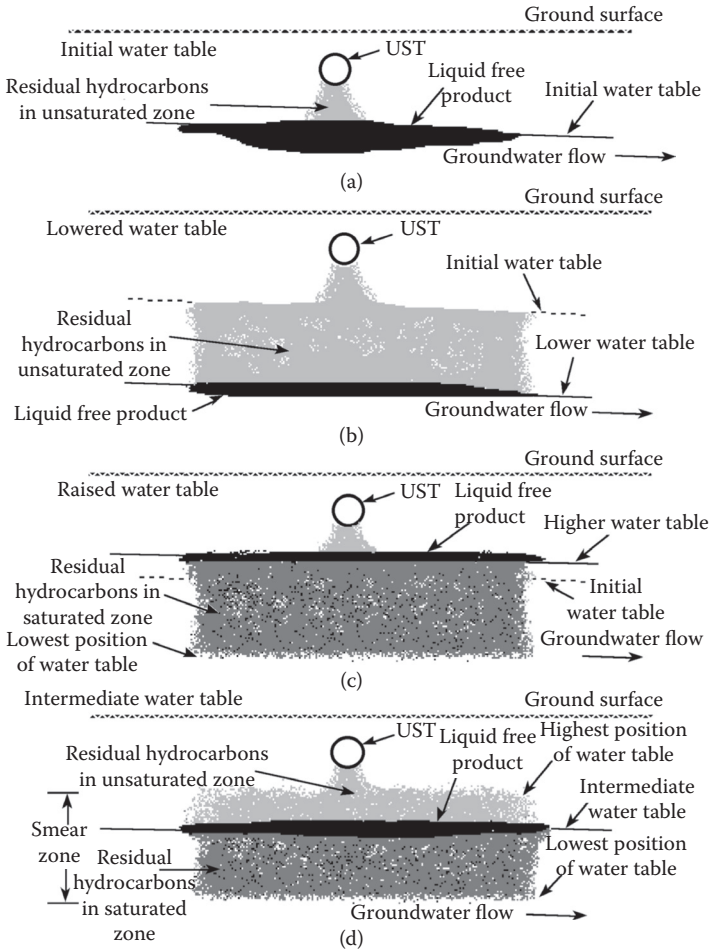 Ground surface
Initial water table
UST
Residual hydrocarbons
in unsaturated zone
Liquid free
product
Initial water table
Groundwater flow
(a)
Ground surface
Lowered water table
UST
Initial water table
Residual
hydrocarbons in
unsaturated zone
Lower water table
Liquid free product
Groundwater flow
(b)
Ground surface
Raised water table
UST
Liquid free
product
Higher water table
Residual
hydrocarbons in
saturated zone
Initial
water table
Lowest position
of water table
Groundwater flow
(c)
Intermediate water table
Ground surface
UST
Liquid free
product
Highest position
of water table
Residual hydrocarbons
in unsaturated zone
Intermediate
water table
Smear
zone
Residual
hydrocarbons
in saturated
zone
Lowest position
of water table
Groundwater flow
(d)